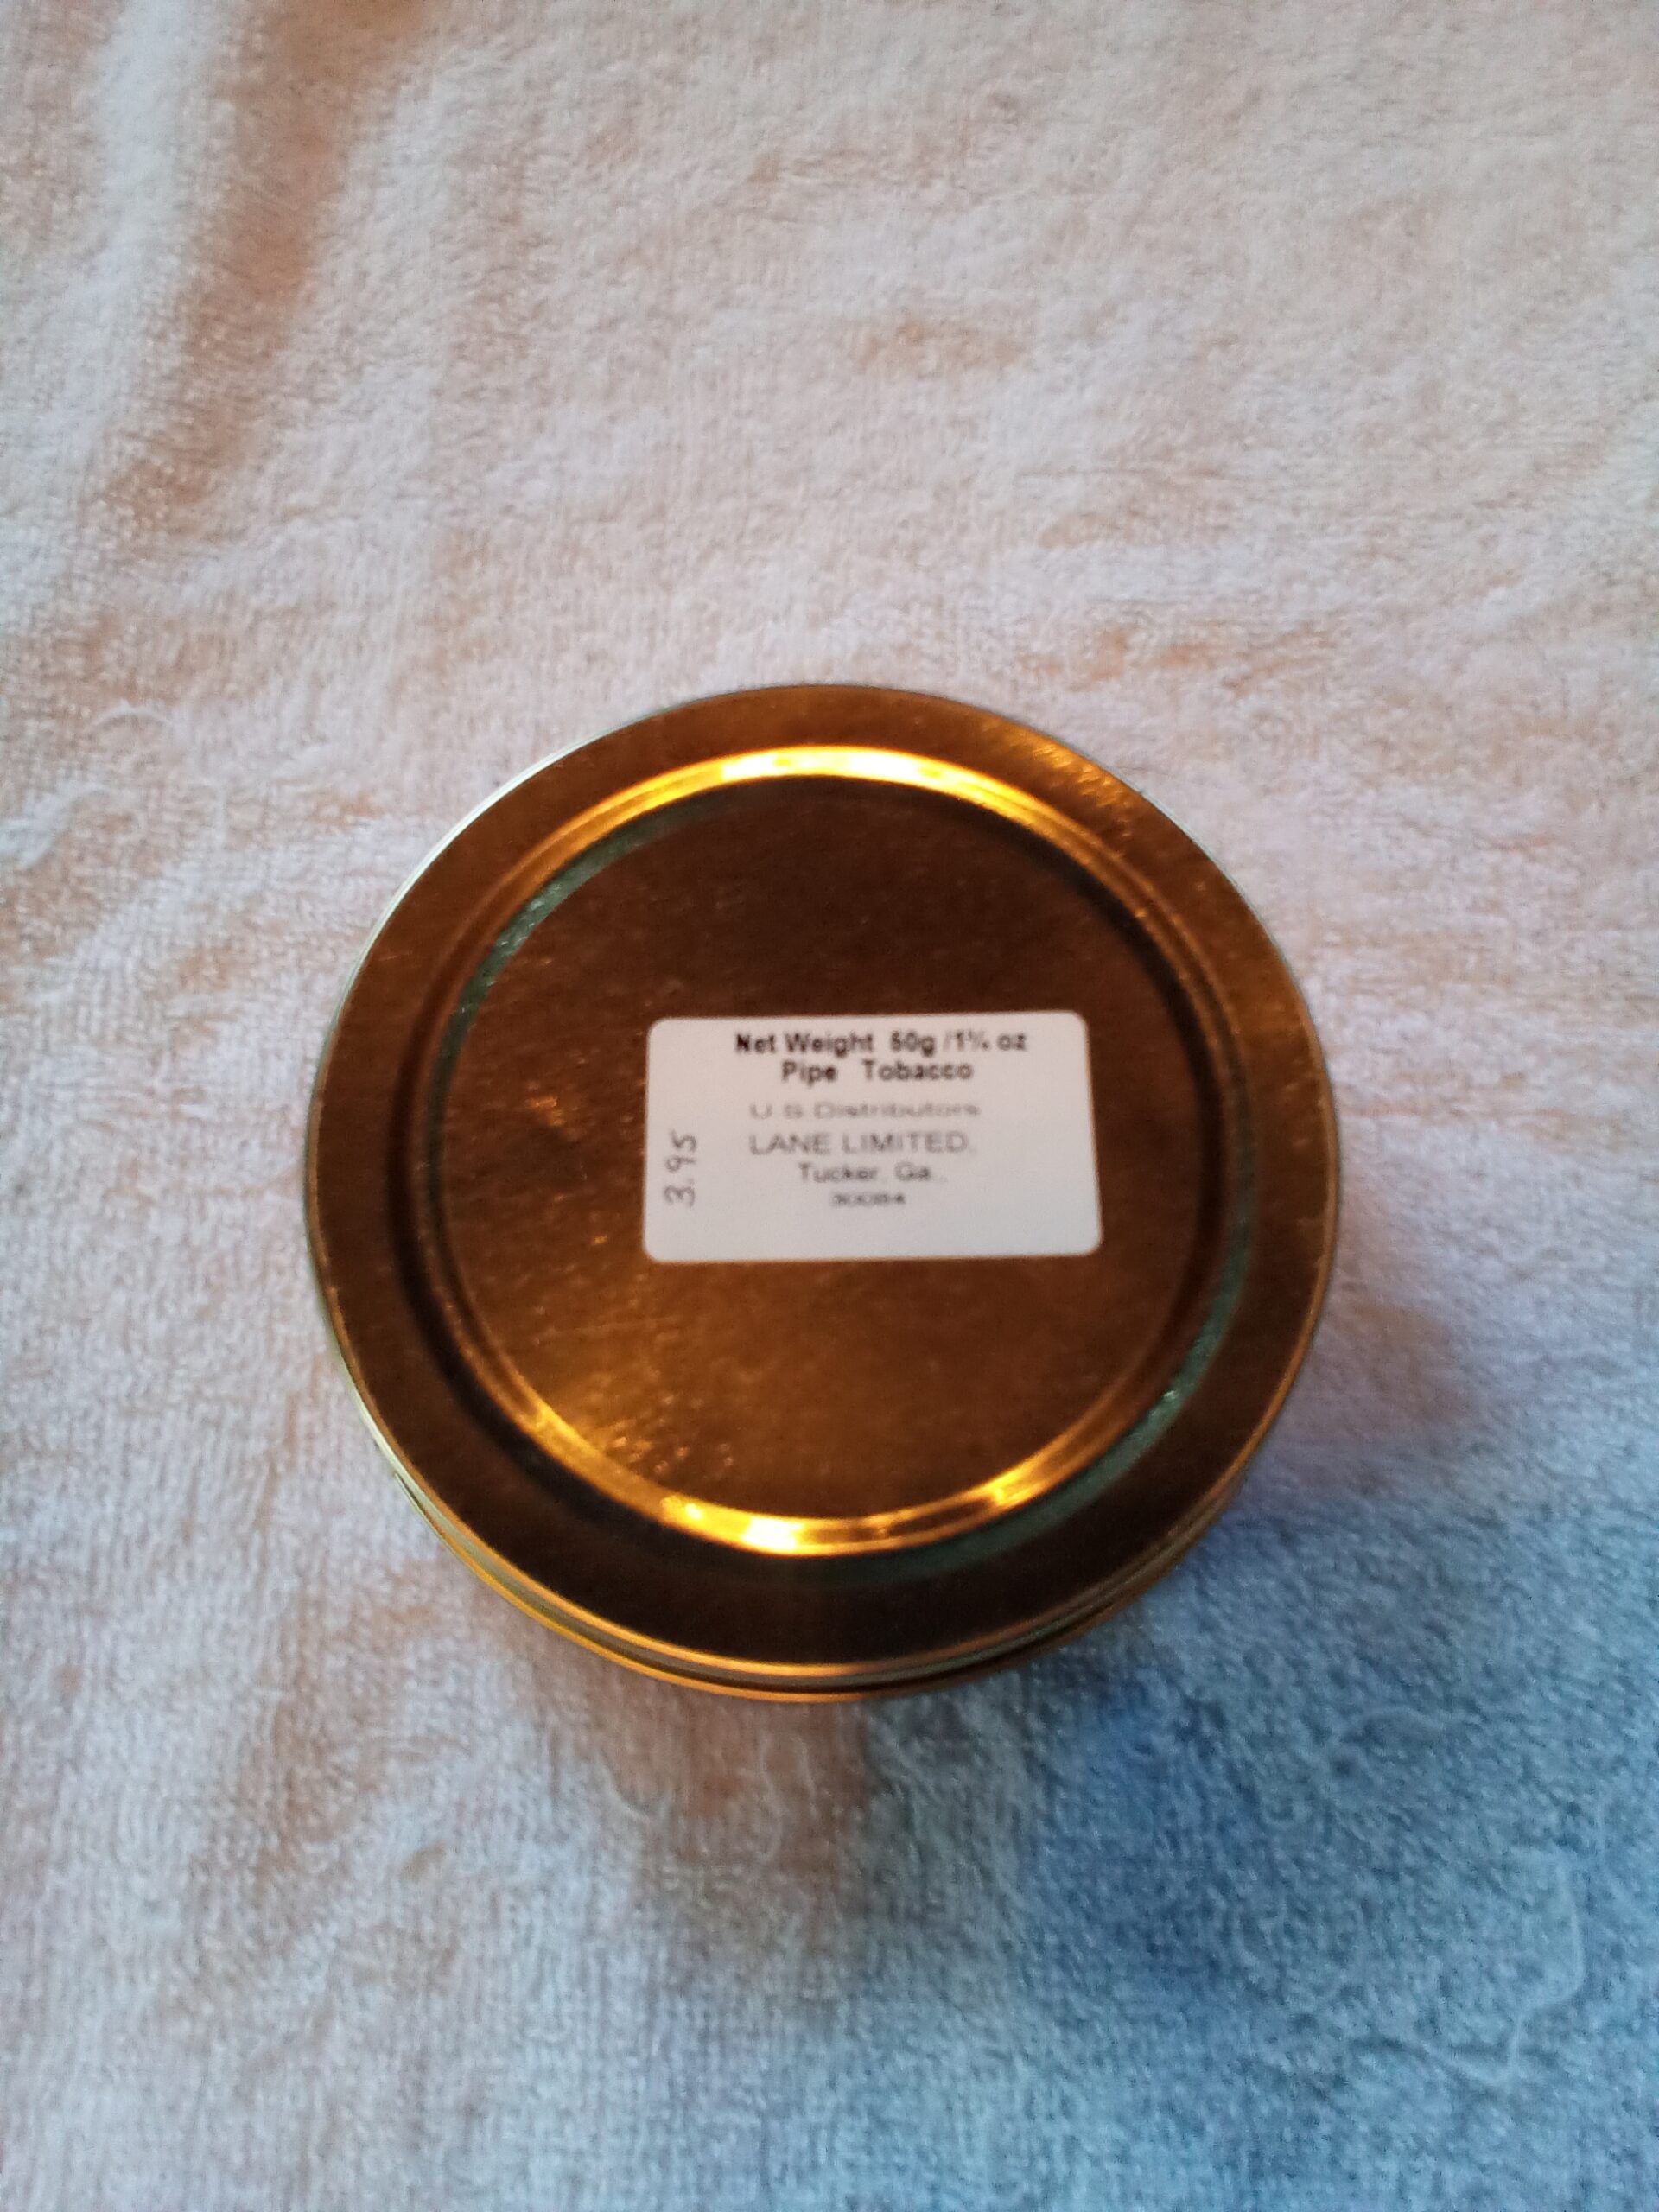 Net Weight 50g /1¾ oz
Pipe Tobacco
U.S Distributors
LANE LIMITED,
Tucker, Ga.,
30084
3.95